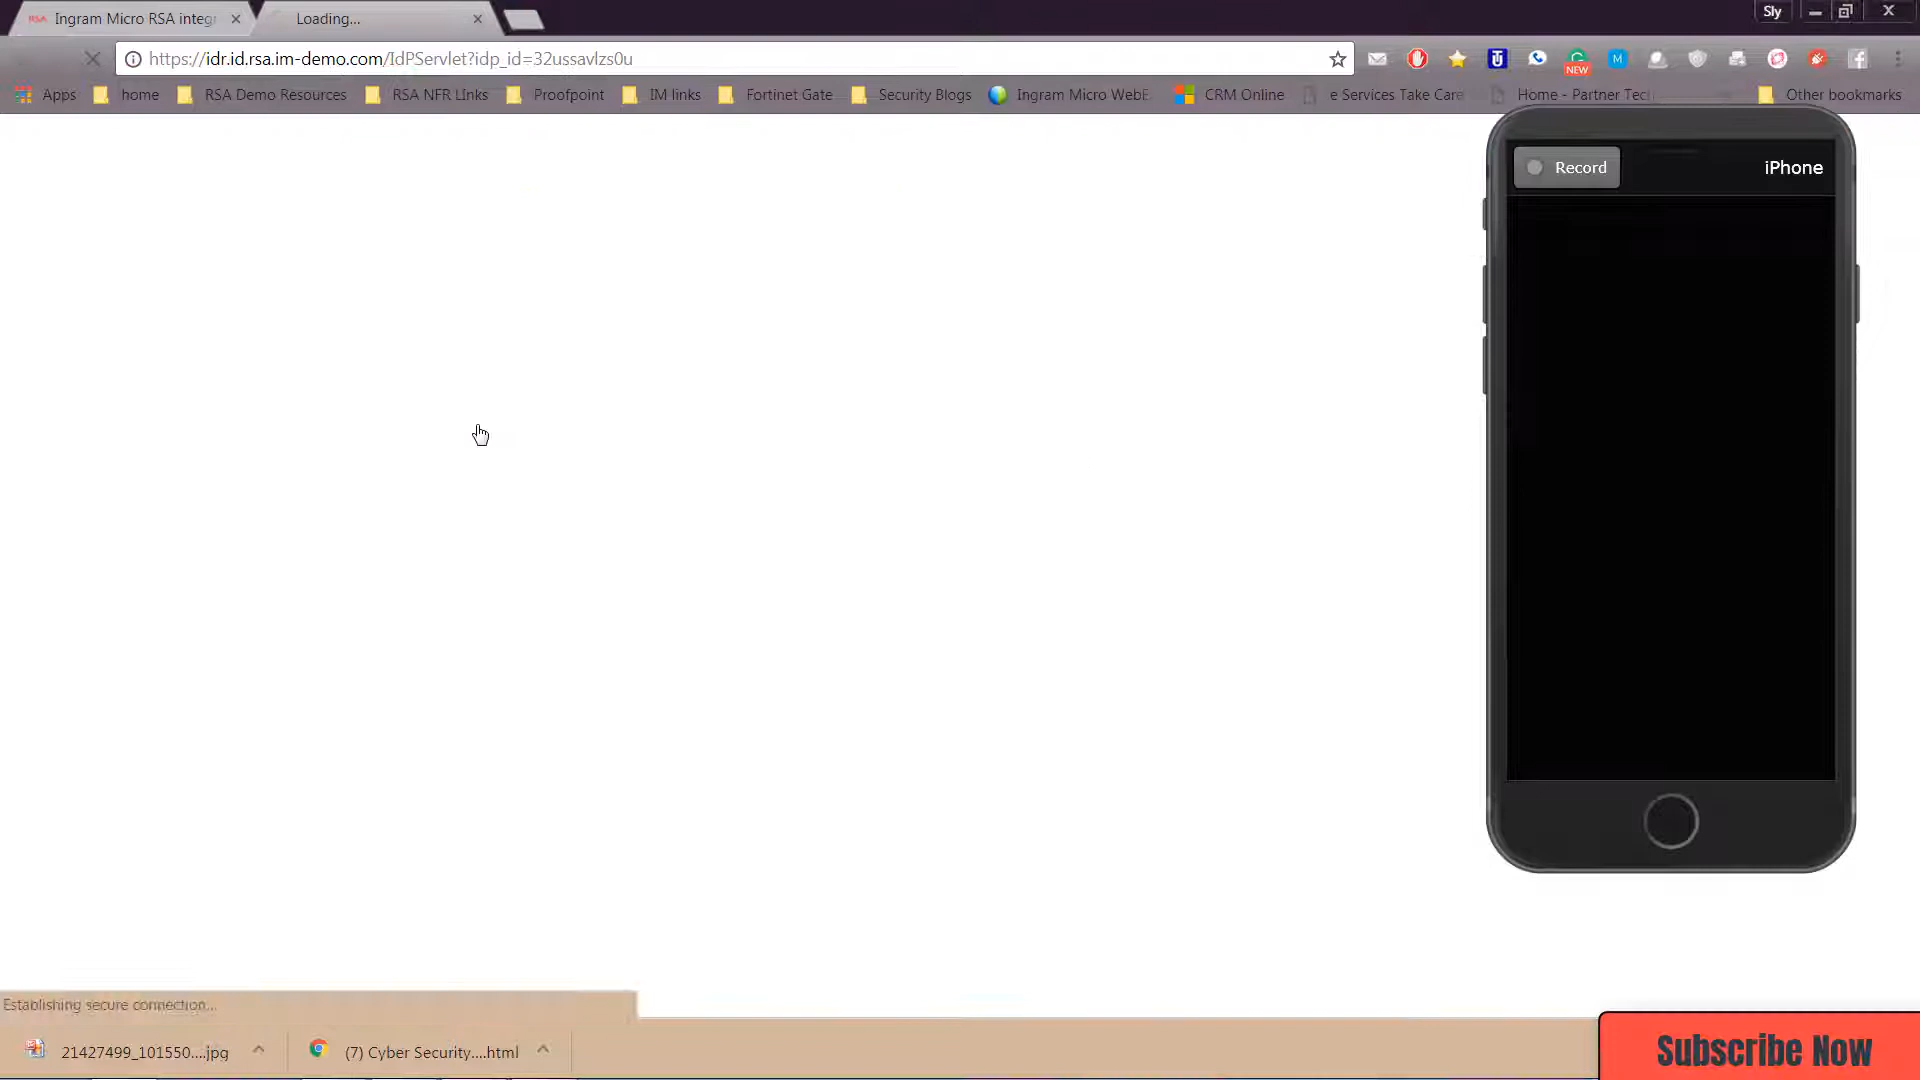 Ingram Micro RSA integ
Loading...
Sly
https://idr.id.rsa.im-demo.com/IdPServlet?idp_id=32ussavlzs0u
NEW
Apps
home
RSA Demo Resources
RSA NFR LInks
Proofpoint
IM links
Fortinet Gate
Security Blogs
Ingram Micro WebE
CRM Online
e Services Take Care
Home - Partner Tec
Other bookmarks
Record
iPhone
Establishing secure connection...
21427499_101550....jpg
(7) Cyber Security....html
Subscribe Now